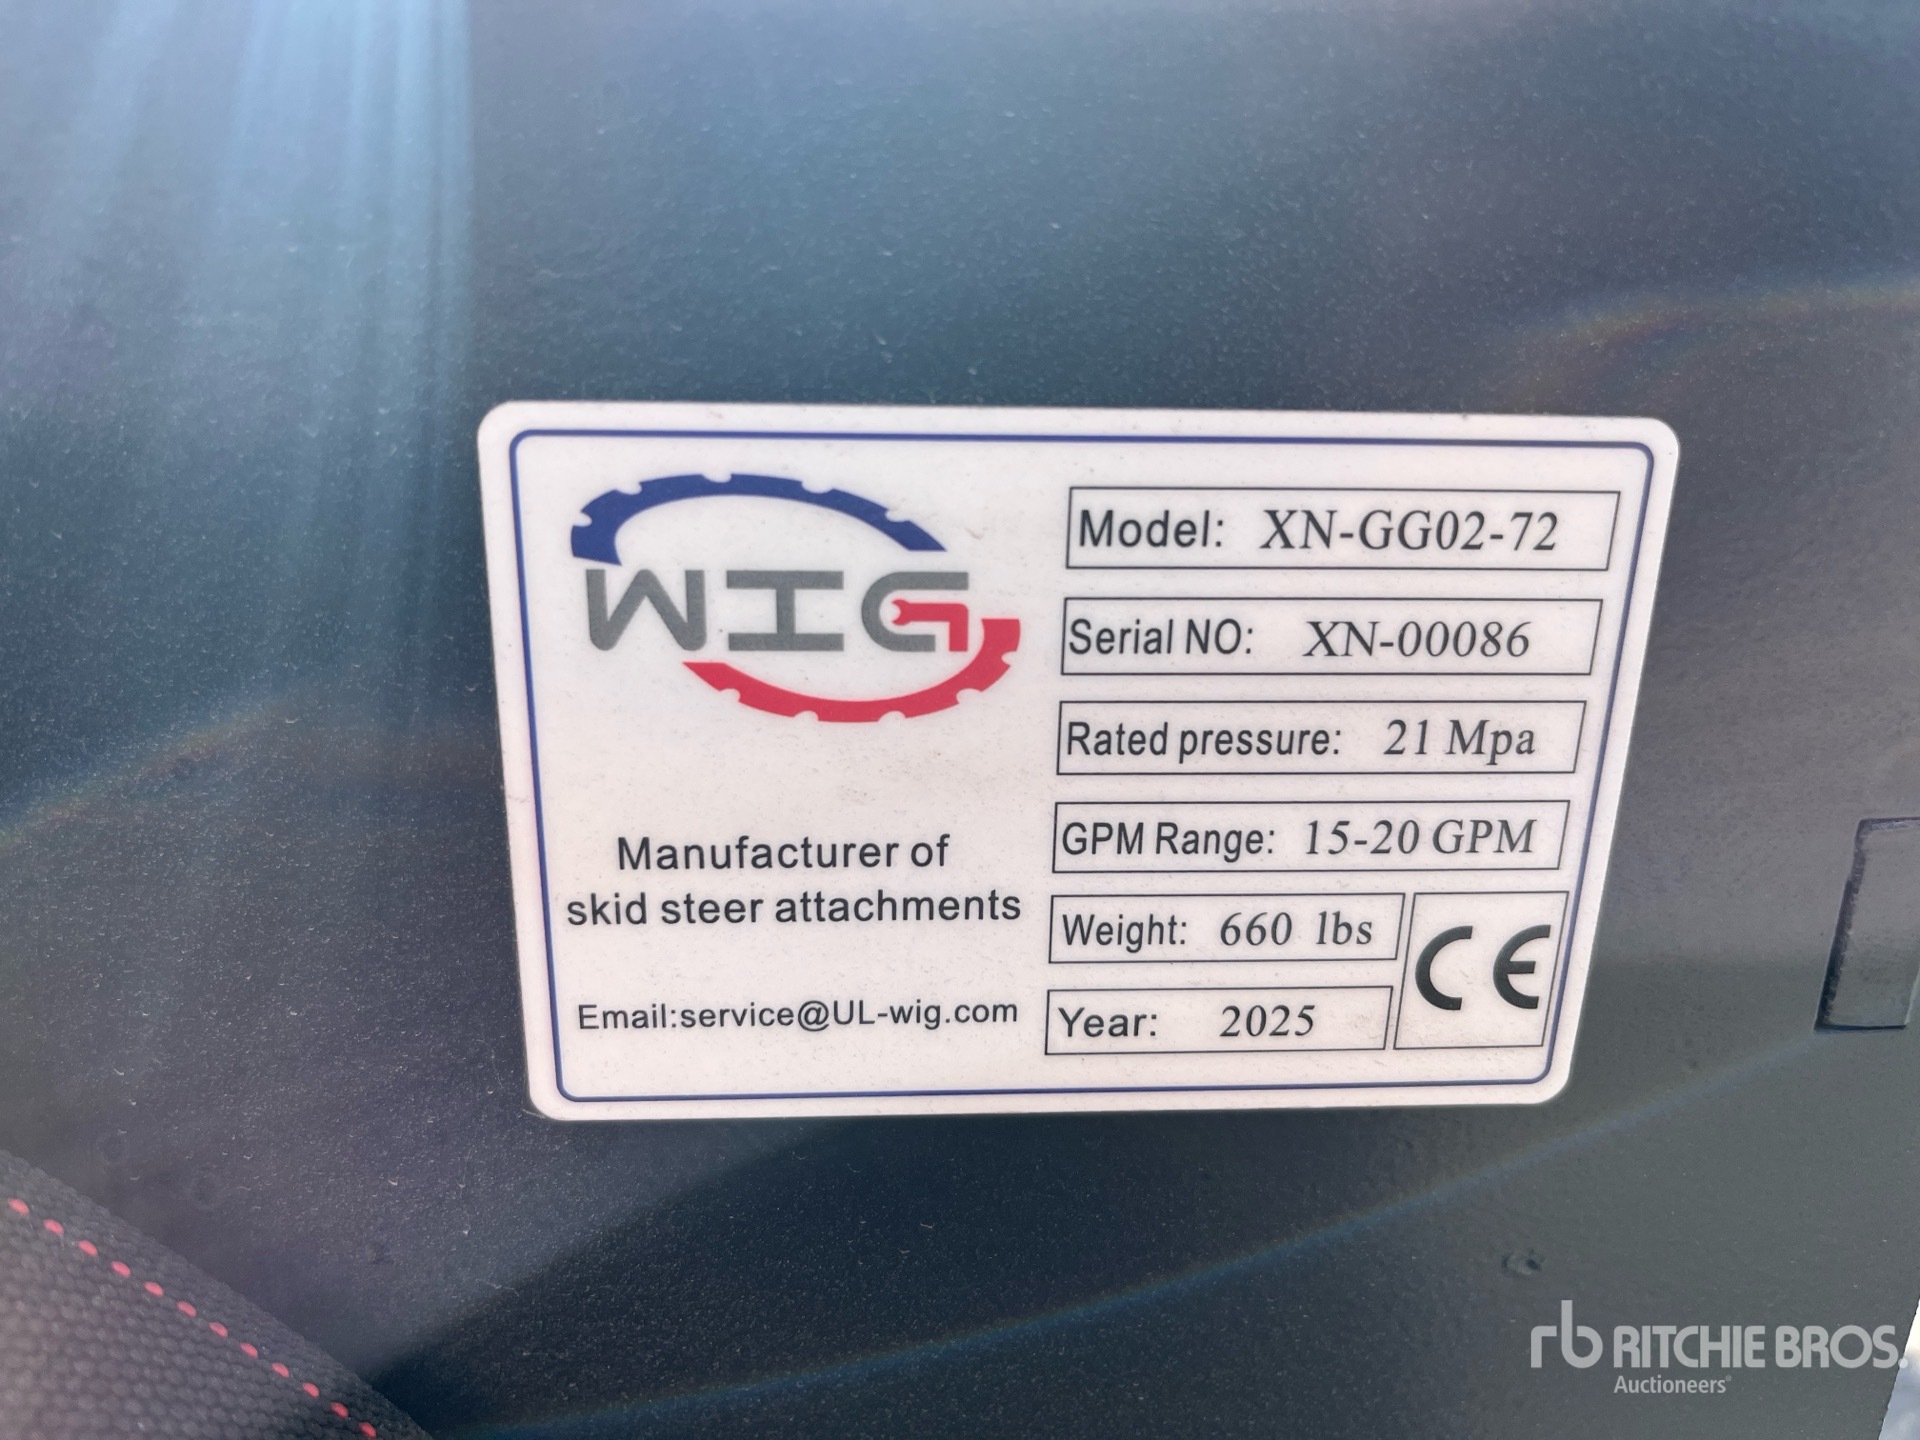 WIG
Manufacturer of
skid steer attachments
Email:service@UL-wig.com
Model: XN-GG02-72
Serial NO: XN-00086
Rated pressure: 21 Mpa
GPM Range: 15-20 GPM
Weight: 660 lbs
Year: 2025
CE
rb RITCHIE BROS.
Auctioneers